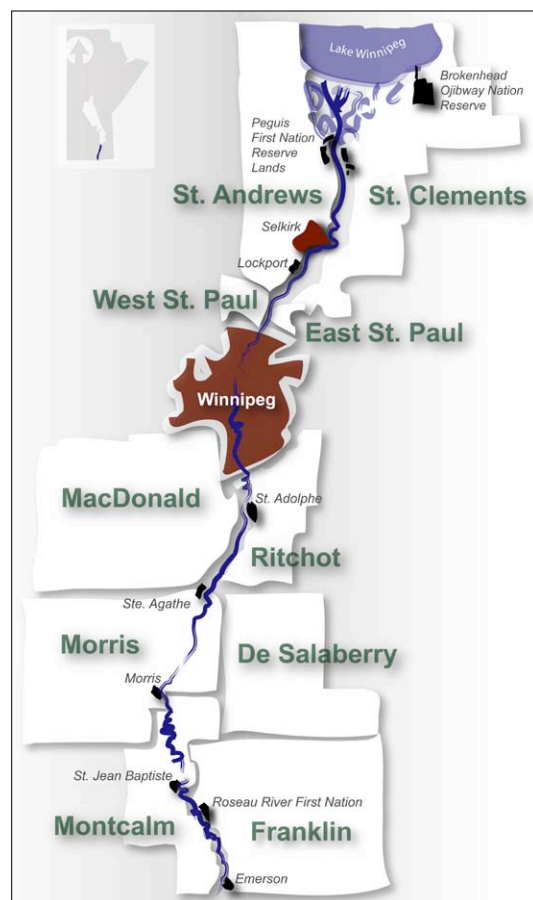 Lake Winnipeg
Brokenhead
Ojibway Nation
Reserve
Peguis
First Nation
Reserve
Lands
St. Andrews
St. Clements
Selkirk
Lockport
West St. Paul
East St. Paul
Winnipeg
MacDonald
St. Adolphe
Ritchot
Ste. Agathe
Morris
De Salaberry
Morris
St. Jean Baptiste
Roseau River First Nation
Montcalm
Franklin
Emerson